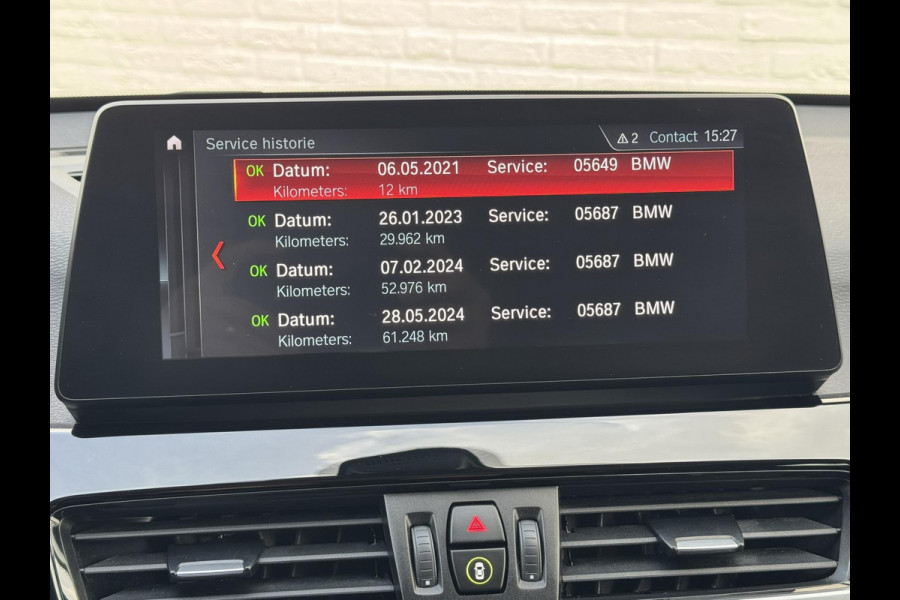 Service historie ⚠ 2 Contact 15:27
OK Datum: 06.05.2021 Service: 05649 BMW
Kilometers: 12 km
OK Datum: 26.01.2023 Service: 05687 BMW
Kilometers: 29.962 km
OK Datum: 07.02.2024 Service: 05687 BMW
Kilometers: 52.976 km
OK Datum: 28.05.2024 Service: 05687 BMW
Kilometers: 61.248 km